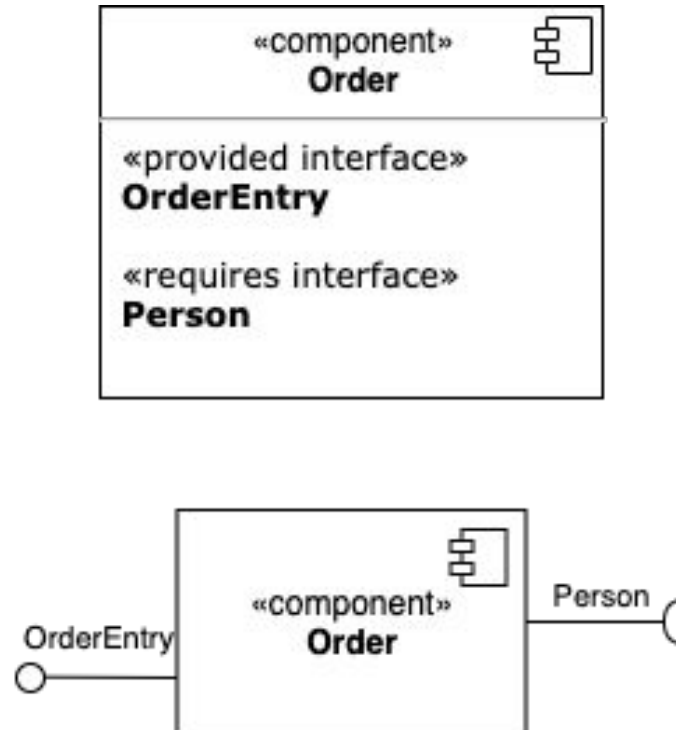 «component»
Order
«provided interface»
OrderEntry
«requires interface»
Person
«component»
Order
Person
OrderEntry